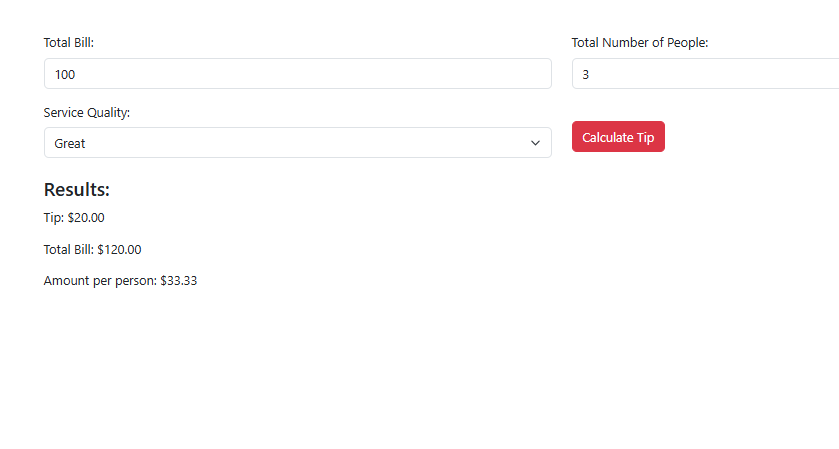 Total Bill:
100
Total Number of People:
3
Service Quality:
Great
Calculate Tip
Results:
Tip: $20.00
Total Bill: $120.00
Amount per person: $33.33